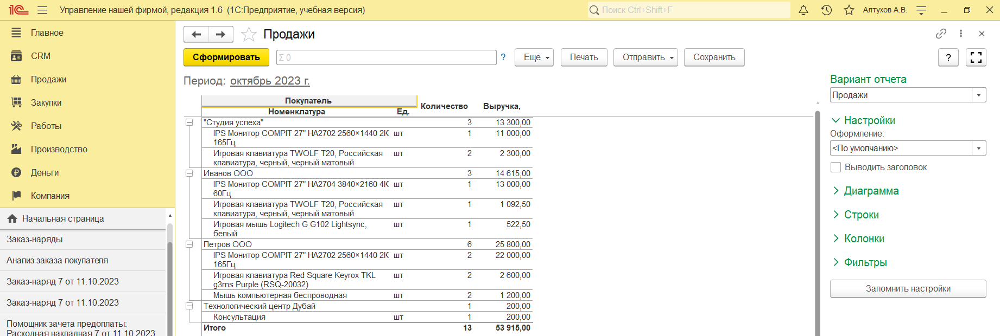 1С Управление нашей фирмой, редакция 1.6 (1С:Предприятие, учебная версия)
Поиск Ctrl+Shift+F
Алтухов А.В.
Главное
CRM
Продажи
Закупки
Работы
Производство
Деньги
Компания
Начальная страница
Заказ-наряды
Анализ заказа покупателя
Заказ-наряд 7 от 11.10.2023
Заказ-наряд 7 от 11.10.2023
Помощник зачета предоплаты:
Расходная накладная 7 от 11.10.2023
Продажи
Сформировать
Σ 0
?
Еще
Печать
Отправить
Сохранить
?
Период: октябрь 2023 г.
Покупатель Количество Выручка,
Номенклатура Ед.
"Студия успеха" 3 13 300,00
IPS Монитор COMPIT 27" HA2702 2560×1440 2К шт 1 11 000,00
165Гц
Игровая клавиатура TWOLF T20, Российская шт 2 2 300,00
клавиатура, черный, черный матовый
Иванов ООО 3 14 615,00
IPS Монитор COMPIT 27" HA2704 3840×2160 4К шт 1 13 000,00
60Гц
Игровая клавиатура TWOLF T20, Российская шт 1 1 092,50
клавиатура, черный, черный матовый
Игровая мышь Logitech G G102 Lightsync, шт 1 522,50
белый
Петров ООО 6 25 800,00
IPS Монитор COMPIT 27" HA2702 2560×1440 2К шт 2 22 000,00
165Гц
Игровая клавиатура Red Square Keyrox TKL шт 2 2 600,00
g3ms Purple (RSQ-20032)
Мышь компьютерная беспроводная шт 2 1 200,00
Технологический центр Дубай 1 200,00
Консультация шт 1 200,00
Итого 13 53 915,00
Вариант отчета
Продажи
Настройки
Оформление:
<По умолчанию>
Выводить заголовок
Диаграмма
Строки
Колонки
Фильтры
Запомнить настройки